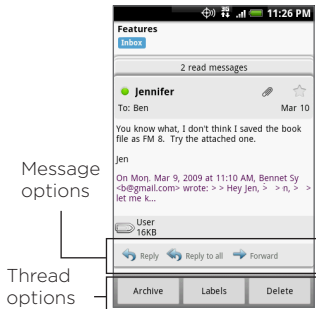 3G 11:26 PM
Features
Inbox
2 read messages
Jennifer
To: Ben Mar 10
You know what, I don't think I saved the book
file as FM 8. Try the attached one.
Jen
On Mon. Mar 9, 2009 at 11:10 AM, Bennet Sy
<b@gmail.com> wrote: > > Hey Jen, > > n, > >
let me k...
User
16KB
Reply Reply to all Forward
Archive Labels Delete
Message
options
Thread
options